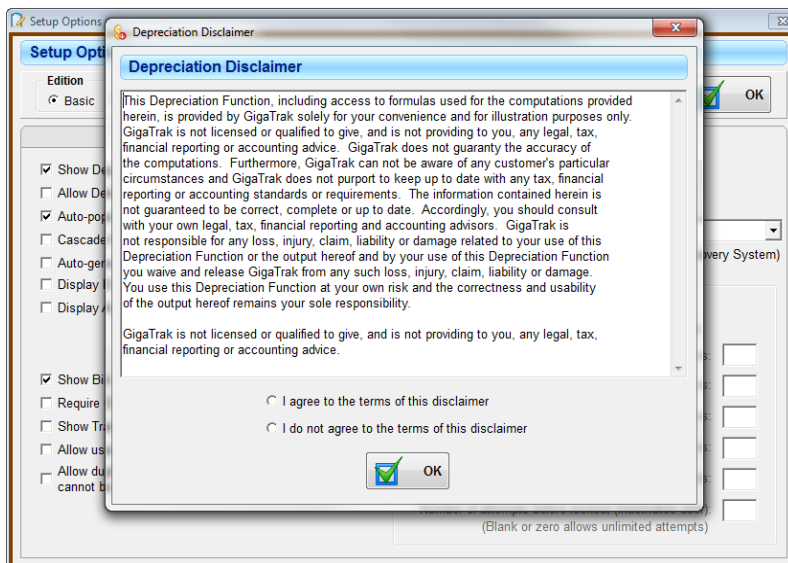 Setup Options
Depreciation Disclaimer
Setup Opti
Depreciation Disclaimer
Edition
Basic
OK
This Depreciation Function, including access to formulas used for the computations provided
herein, is provided by GigaTrak solely for your convenience and for illustration purposes only.
GigaTrak is not licensed or qualified to give, and is not providing to you, any legal, tax,
financial reporting or accounting advice.  GigaTrak does not guaranty the accuracy of
the computations.  Furthermore, GigaTrak can not be aware of any customer's particular
circumstances and GigaTrak does not purport to keep up to date with any tax, financial
reporting or accounting standards or requirements.  The information contained herein is
not guaranteed to be correct, complete or up to date.  Accordingly, you should consult
with your own legal, tax, financial reporting and accounting advisors.  GigaTrak is
not responsible for any loss, injury, claim, liability or damage related to your use of this
Depreciation Function or the output hereof and by your use of this Depreciation Function
you waive and release GigaTrak from any such loss, injury, claim, liability or damage.
You use this Depreciation Function at your own risk and the correctness and usability
of the output hereof remains your sole responsibility.
GigaTrak is not licensed or qualified to give, and is not providing to you, any legal, tax,
financial reporting or accounting advice.
I agree to the terms of this disclaimer
I do not agree to the terms of this disclaimer
OK
Show De
Allow De
Auto-pop
Cascade
Auto-gen
Display
Display
Show Bi
Require
Show Tra
Allow us
Allow du
cannot b
overy System)
(Blank or zero allows unlimited attempts)